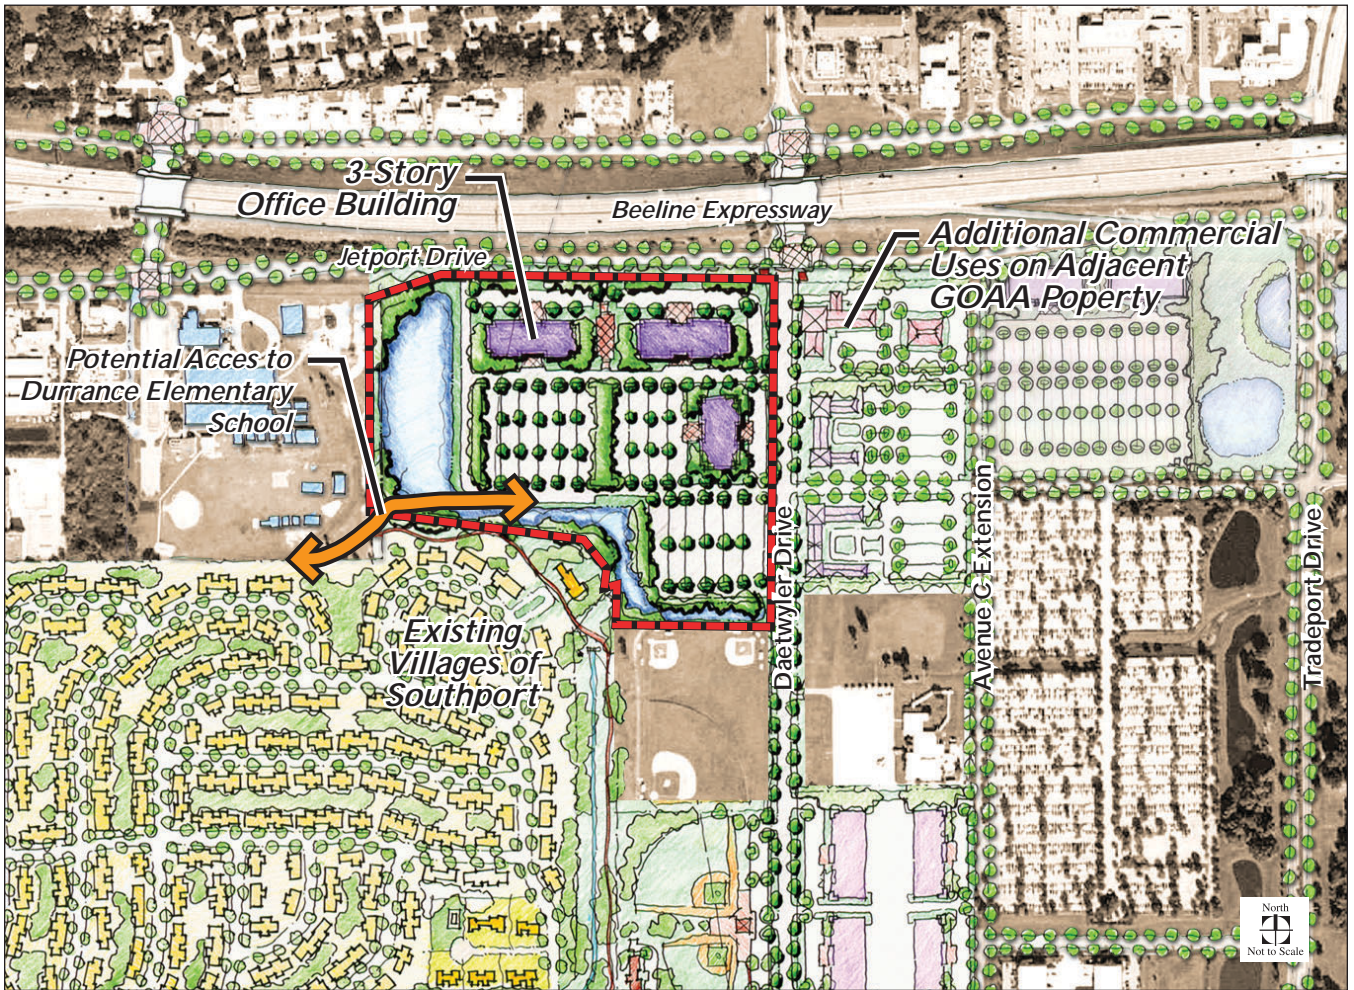 3-Story
Office Building
Beeline Expressway
Jetport Drive
Additional Commercial
Uses on Adjacent
GOAA Poperty
Potential Acces to
Durrance Elementary
School
Existing
Villages of
Southport
Daetwyler Drive
Avenue C Extension
Tradeport Drive
North
Not to Scale